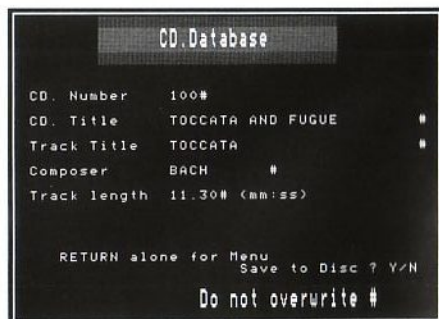 CD.Database
CD. Number 100#
CD. Title TOCCATA AND FUGUE #
Track Title TOCCATA #
Composer BACH #
Track length 11.30# (mm:ss)
RETURN alone for Menu
Save to Disc ? Y/N
Do not overwrite #